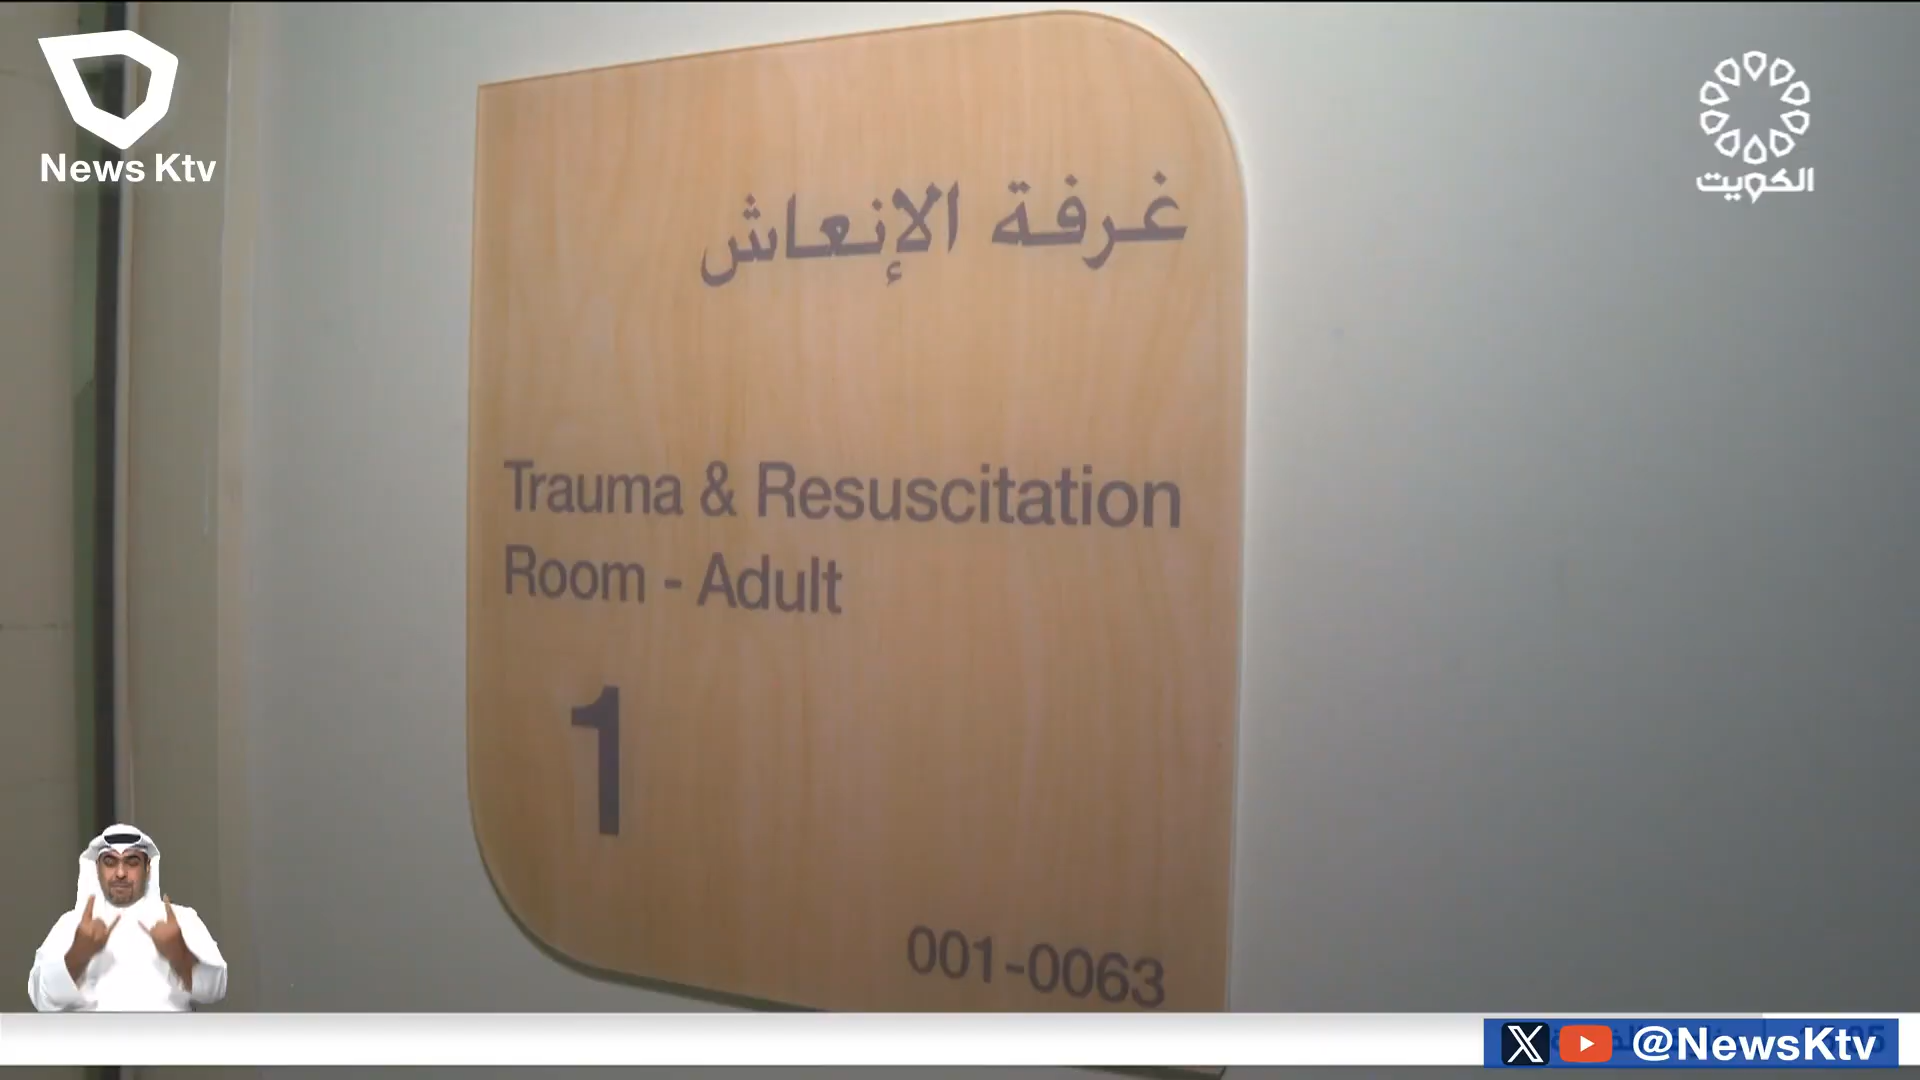 News Ktv
الكويت
غرفة الإنعاش
Trauma & Resuscitation
Room - Adult
1
001-0063
@NewsKtv